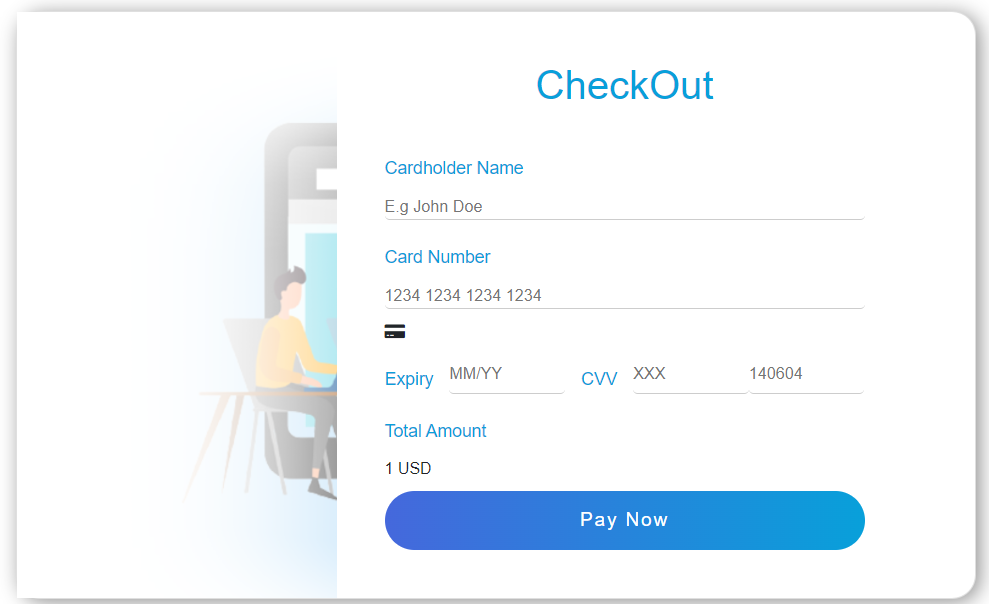 CheckOut
Cardholder Name
E.g John Doe
Card Number
1234 1234 1234 1234
Expiry MM/YY CVV XXX 140604
Total Amount
1 USD
Pay Now